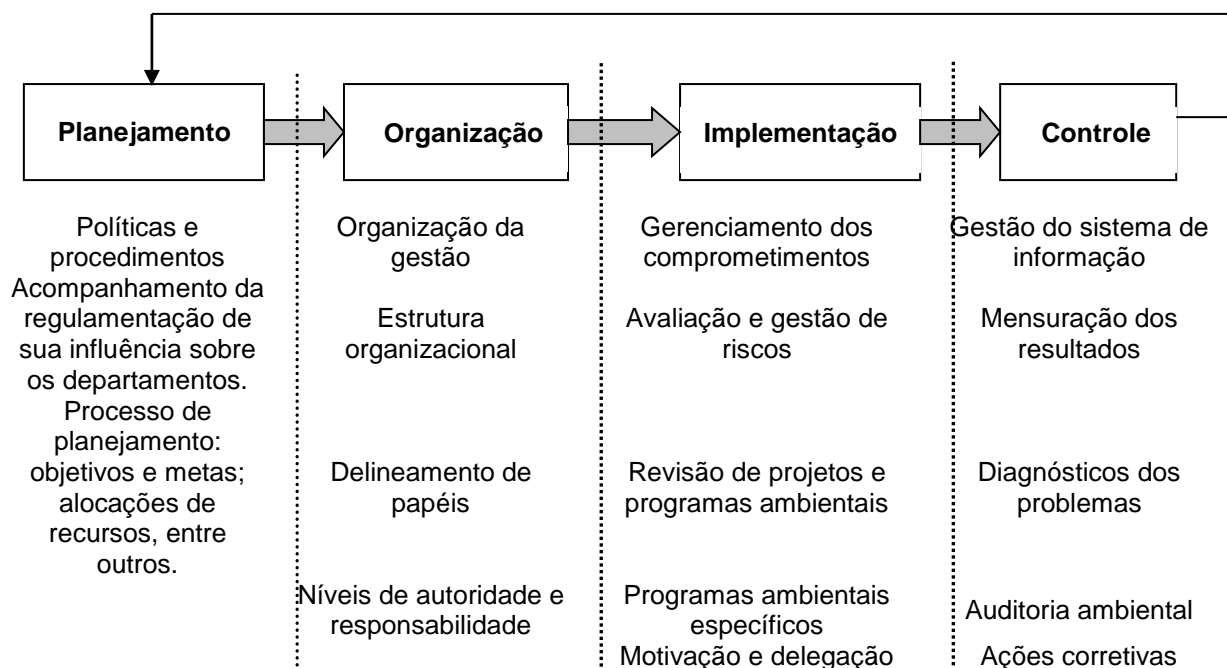 Planejamento
Organização
Implementação
Controle
Políticas e
procedimentos
Acompanhamento da
regulamentação de
sua influência sobre
os departamentos.
Processo de
planejamento:
objetivos e metas;
alocações de
recursos, entre
outros.
Organização da
gestão
Estrutura
organizacional
Delineamento de
papéis
Níveis de autoridade e
responsabilidade
Gerenciamento dos
comprometimentos
Avaliação e gestão de
riscos
Revisão de projetos e
programas ambientais
Programas ambientais
específicos
Motivação e delegação
Gestão do sistema de
informação
Mensuração dos
resultados
Diagnósticos dos
problemas
Auditoria ambiental
Ações corretivas